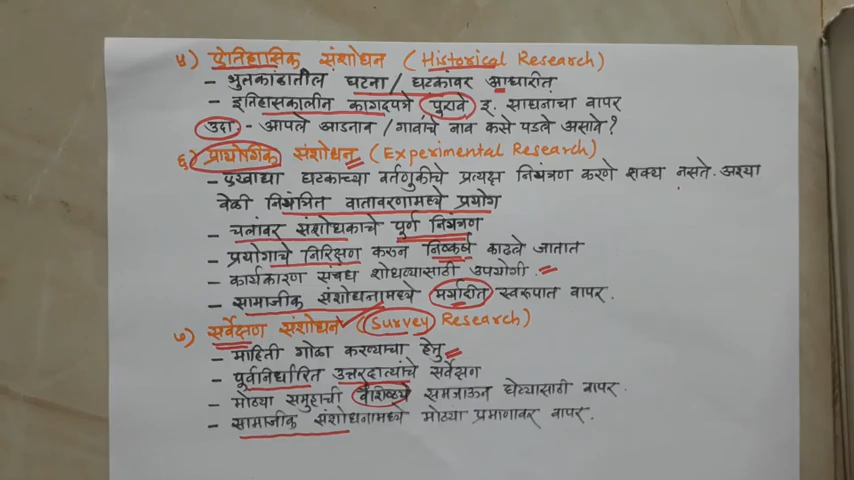 ५) ऐतिहासिक संशोधन (Historical Research)
- भुतकाळातील घटना/घटकांवर आधारीत
- इतिहासकालीन कागदपत्रे पुरावे इ. साधनाचा वापर
उदा. - आपले आडनाव/गावाचे नाव कसे पडले असावे?
६) प्रायोगिक संशोधन (Experimental Research)
- एखाद्या घटकाच्या वर्तणुकीचे प्रत्यक्ष नियंत्रण करणे शक्य नसते. अश्या
वेळी नियंत्रित वातावरणामध्ये प्रयोग
- चलांवर संशोधकाचे पूर्ण नियंत्रण
- प्रयोगाचे निरिक्षण करून निष्कर्ष काढले जातात
- कार्यकारण संबंध शोधण्यासाठी उपयोगी.
- सामाजीक संशोधनामध्ये मर्यादीत स्वरूपात वापर.
७) सर्वेक्षण संशोधन (Survey Research)
- माहिती गोळा करण्याचा हेतु
- पूर्वनिर्धारित उत्तरदात्यांचे सर्वेक्षण
- मोठ्या समुहाची वैशिष्ट्ये समजाऊन घेण्यासाठी वापर.
- सामाजीक संशोधनामध्ये मोठ्या प्रमाणावर वापर.